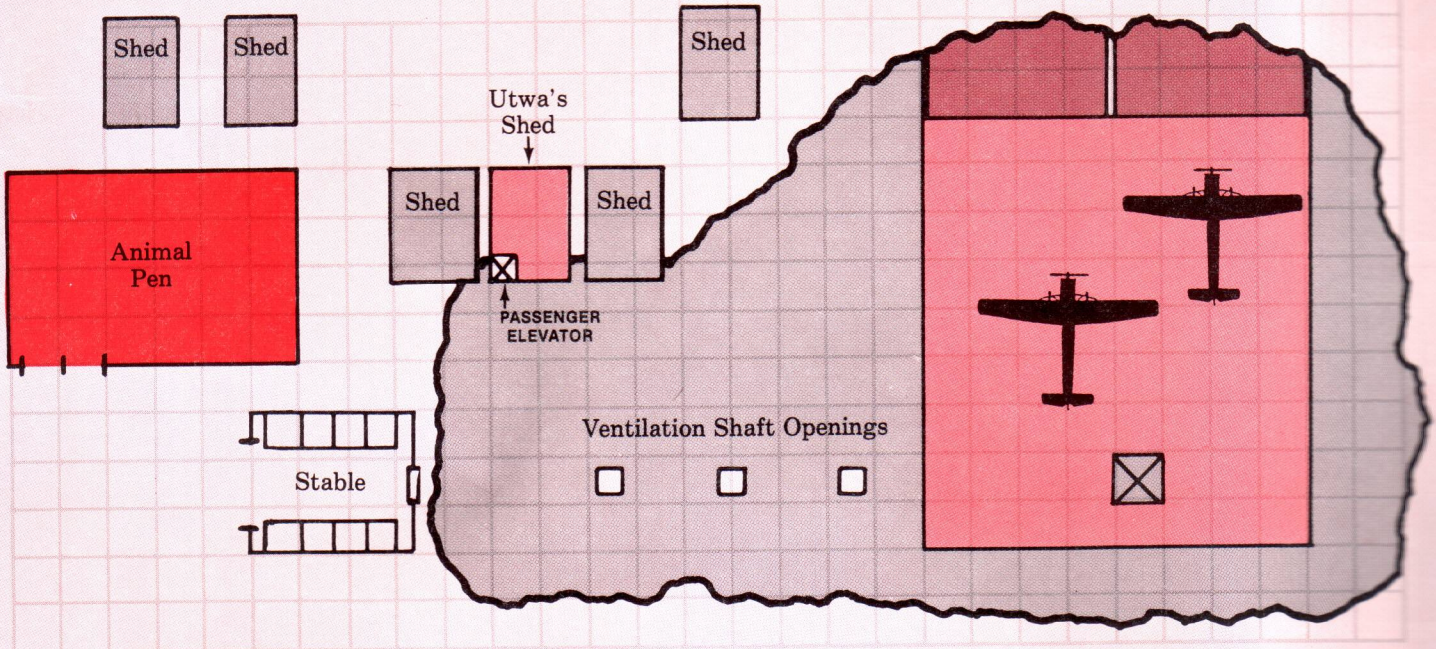 Shed
Shed
Shed
Utwa's
Shed
Shed
Shed
Animal
Pen
PASSENGER
ELEVATOR
Ventilation Shaft Openings
Stable